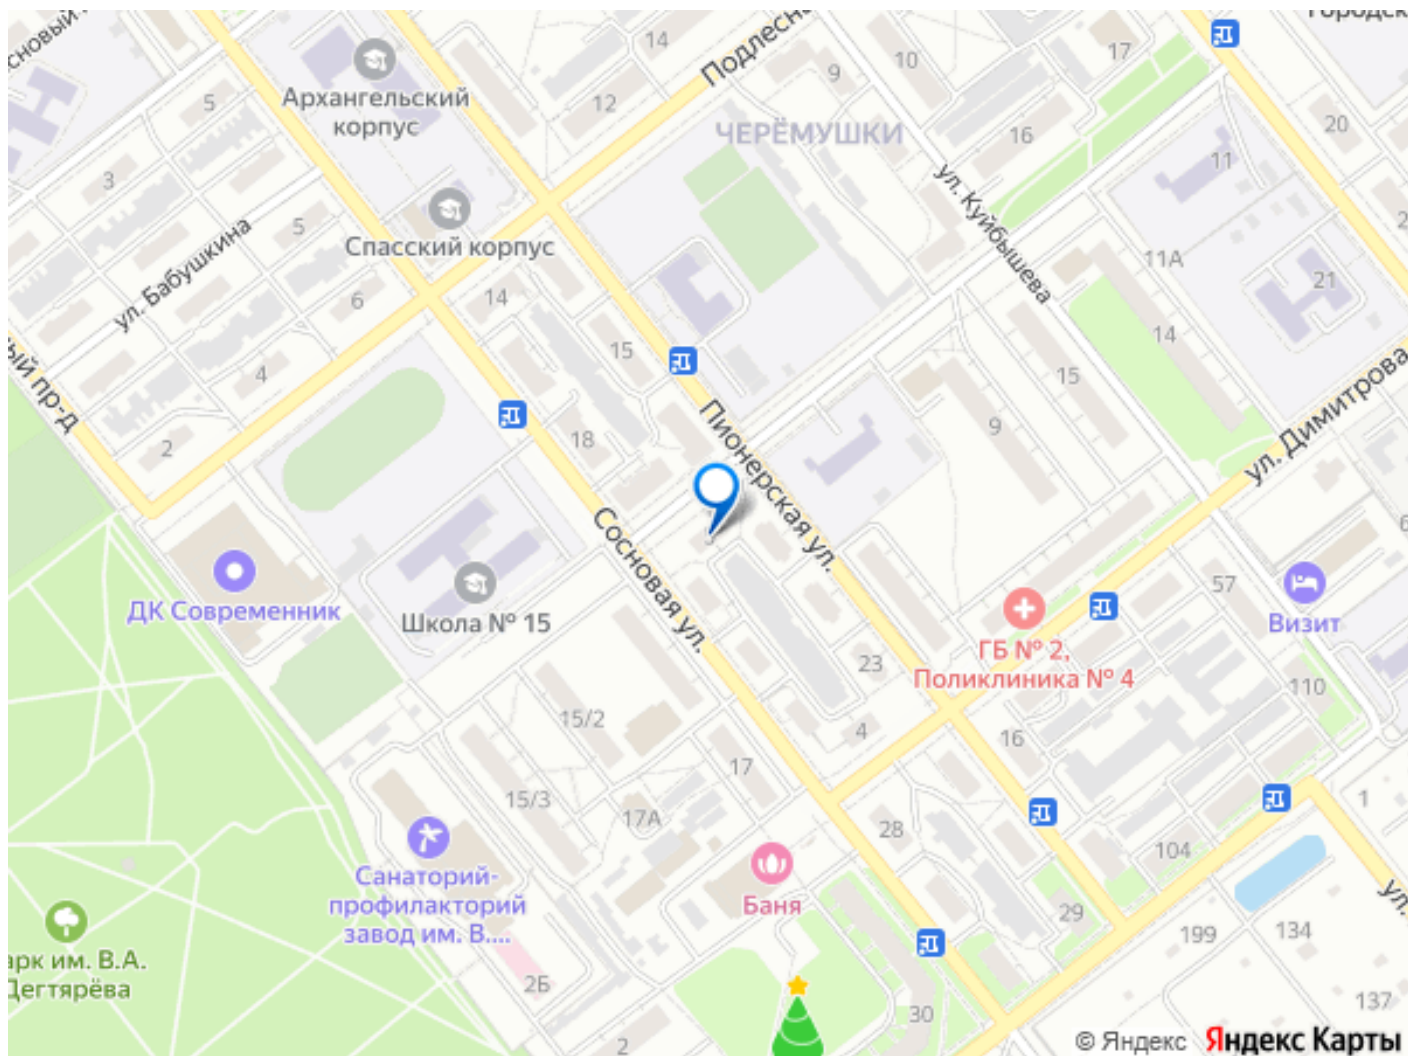 Подлесн
14
17
10
9
5
Архангельский
корпус
12
ЧЕРЁМУШКИ
16
20
11
3
ул. Бабушкина
5
Спасский корпус
ул. Куйбышева
11А
21
6
14
14
15
4
15
ул. Димитрова
ый пр-д
Пионерская ул.
18
9
2
Сосновая ул.
ДК Современник
Школа № 15
57
Визит
ГБ № 2,
Поликлиника № 4
23
110
15/2
4
16
17
15/3
17А
28
1
104
Санаторий-
профилакторий
завод им. В....
Баня
ул.
29
199
134
арк им. В.А.
Дегтярёва
2Б
30
137
2
© Яндекс Яндекс Карты